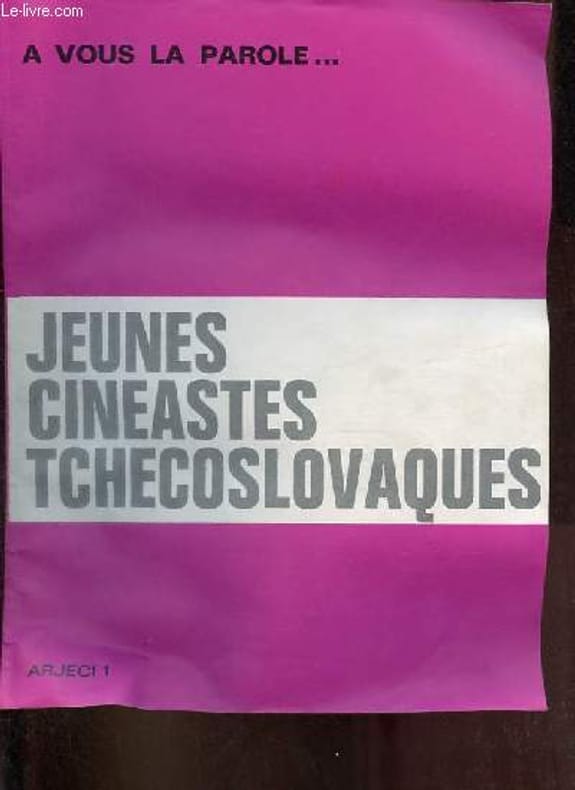 Le-livre.com
A VOUS LA PAROLE...
JEUNES
CINEASTES
TCHECOSLOVAQUES
ARJECI 1